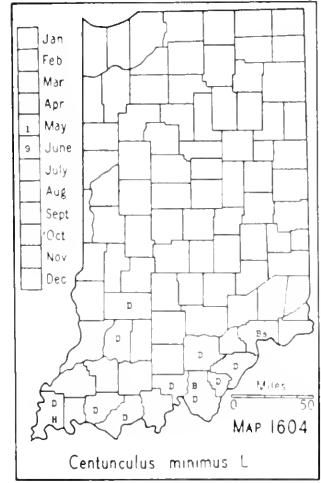 Jan
Feb
Mar
Apr
1 May
9 June
July
Aug
Sept
Oct
Nov
Dec
D
D
D
D
D
D
B
D
D
H
D
D
Miles
0 50
MAP 1604
Centunculus minimus L